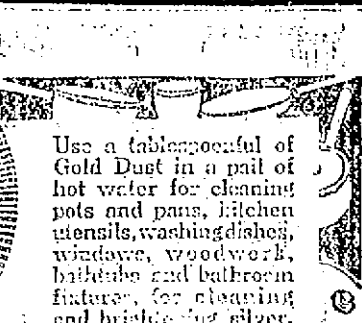 Use a tablespoonful of
Gold Dust in a pail of
hot water for cleaning
pots and pans, kitchen
utensils, washing dishes,
windows, woodwork,
bathtubs and bathroom
fixtures, for cleaning
and brightening silver,